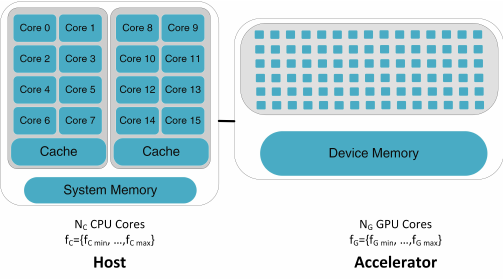 Core 0 Core 1 Core 8 Core 9
Core 2 Core 3 Core 10 Core 11
Core 4 Core 5 Core 12 Core 13
Core 6 Core 7 Core 14 Core 15
Cache Cache
System Memory
Device Memory
N_C CPU Cores
f_C={f_C min, ...,f_C max}
Host
N_G GPU Cores
f_G={f_G min, ...,f_G max}
Accelerator